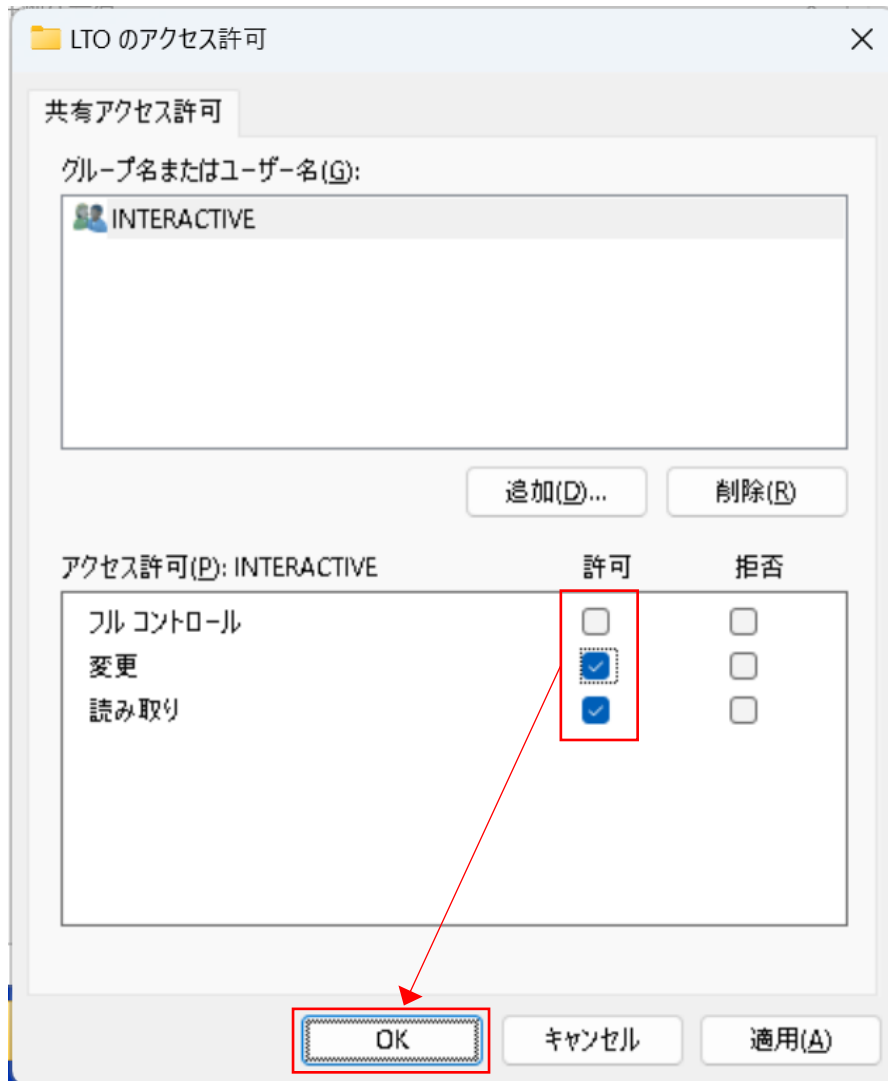 LTO のアクセス許可
共有アクセス許可
グループ名またはユーザー名(G):
INTERACTIVE
追加(D)...
削除(R)
アクセス許可(P): INTERACTIVE
許可
拒否
フル コントロール
変更
読み取り
OK
キャンセル
適用(A)